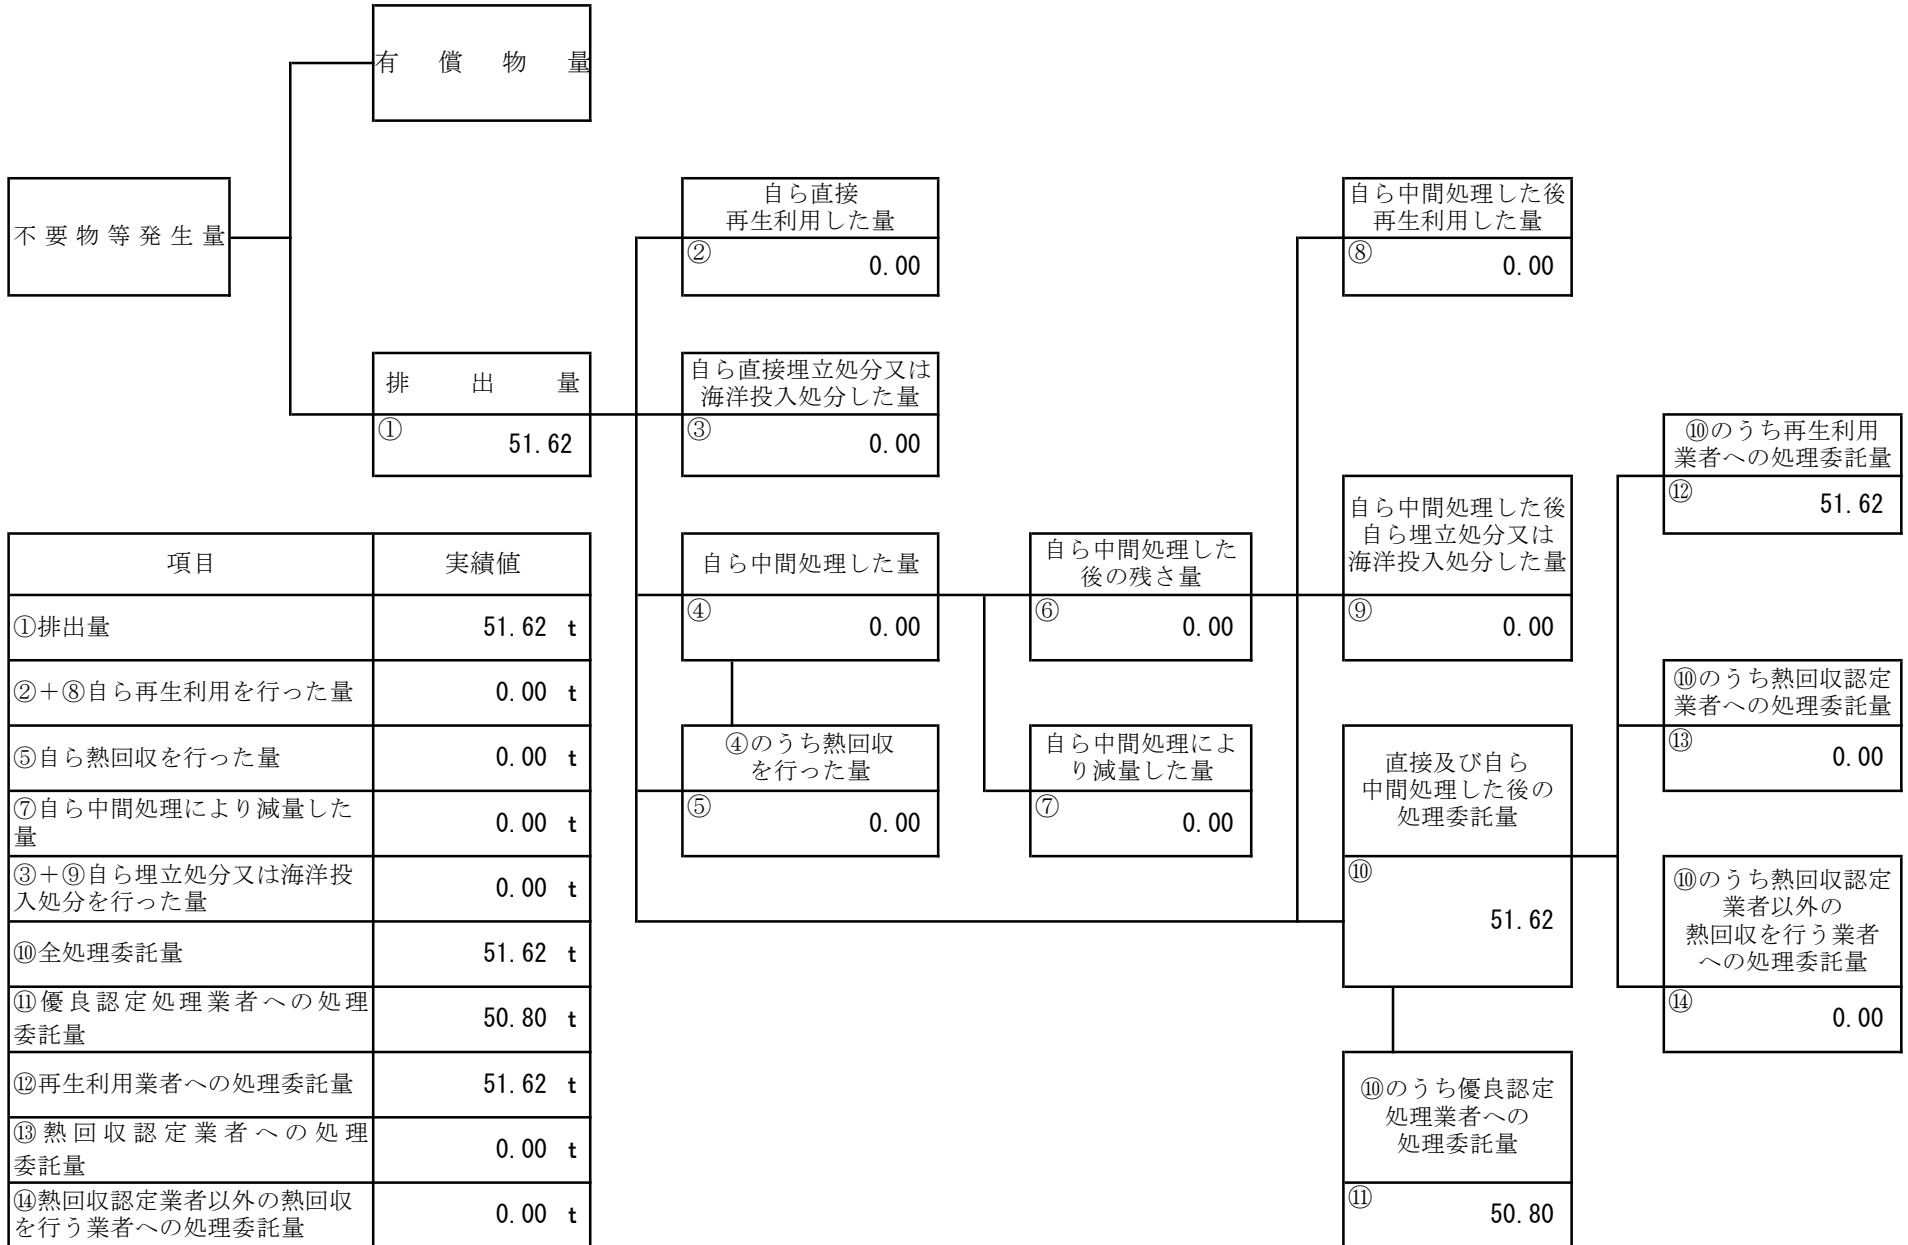 有償物量
不要物等発生量
排出量
① 51.62
自ら直接
再生利用した量
② 0.00
自ら直接埋立処分又は
海洋投入処分した量
③ 0.00
自ら中間処理した量
④ 0.00
④のうち熱回収
を行った量
⑤ 0.00
自ら中間処理した
後の残さ量
⑥ 0.00
自ら中間処理によ
り減量した量
⑦ 0.00
自ら中間処理した後
再生利用した量
⑧ 0.00
自ら中間処理した後
自ら埋立処分又は
海洋投入処分した量
⑨ 0.00
直接及び自ら
中間処理した後の
処理委託量
⑩
51.62
⑩のうち優良認定
処理業者への
処理委託量
⑪ 50.80
⑩のうち再生利用
業者への処理委託量
⑫ 51.62
⑩のうち熱回収認定
業者への処理委託量
⑬ 0.00
⑩のうち熱回収認定
業者以外の
熱回収を行う業者
への処理委託量
⑭ 0.00
項目 実績値
①排出量 51.62 t
②＋⑧自ら再生利用を行った量 0.00 t
⑤自ら熱回収を行った量 0.00 t
⑦自ら中間処理により減量した
量 0.00 t
③＋⑨自ら埋立処分又は海洋投
入処分を行った量 0.00 t
⑩全処理委託量 51.62 t
⑪優良認定処理業者への処理
委託量 50.80 t
⑫再生利用業者への処理委託量 51.62 t
⑬熱回収認定業者への処理
委託量 0.00 t
⑭熱回収認定業者以外の熱回収
を行う業者への処理委託量 0.00 t